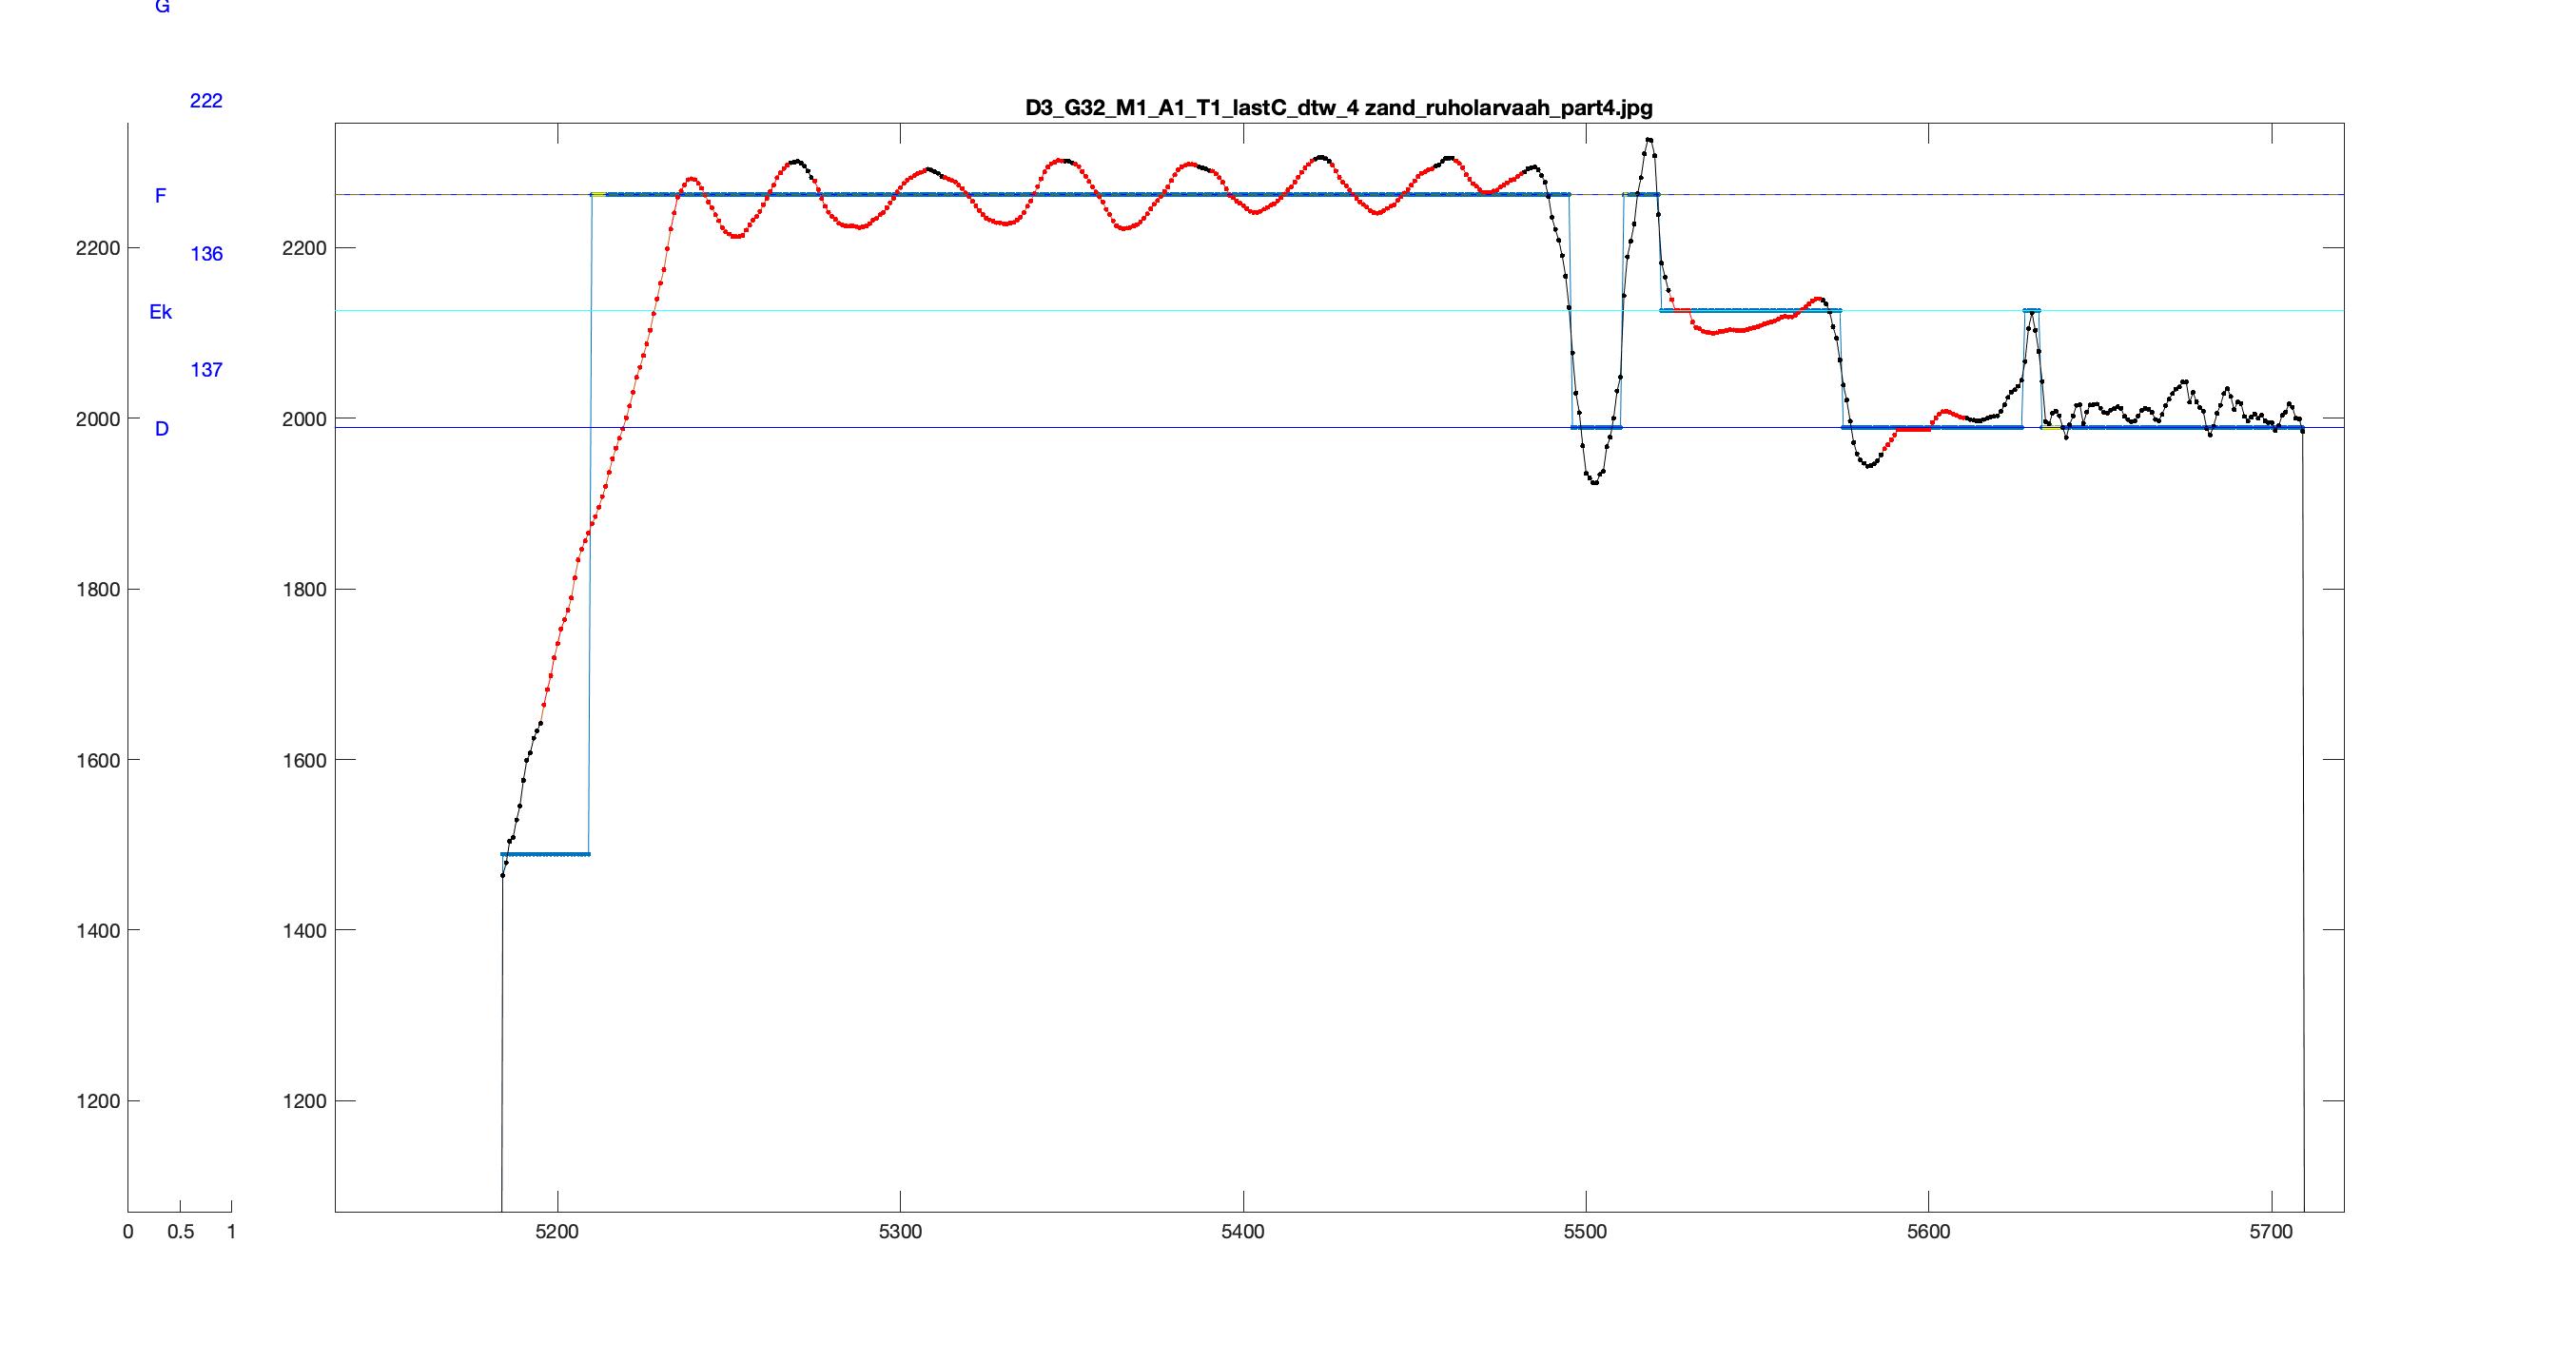 G
222
D3_G32_M1_A1_T1_lastC_dtw_4 zand_ruholarvaah_part4.jpg
F
2200 136 2200
Ek
137
2000 2000
D
1800 1800
1600 1600
1400 1400
1200 1200
0 0.5 1 5200 5300 5400 5500 5600 5700